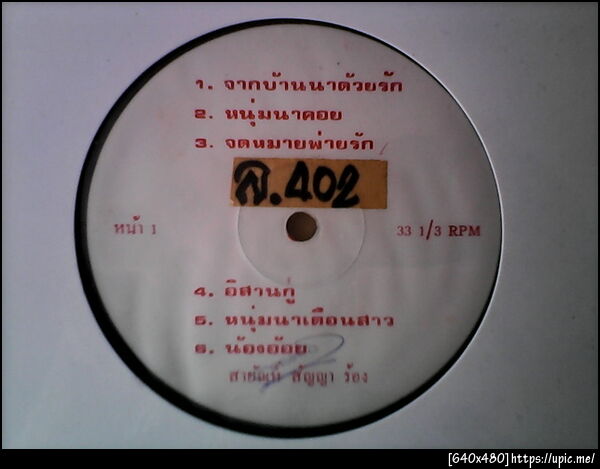 1. จากบ้านนาด้วยรัก
2. หนุ่มนาคอย
3. จดหมายพ่ายรัก
ล.402
หน้า 1
33 1/3 RPM
4. อิสานกู่
5. หนุ่มนาเตือนสาว
6. น้องอ้อย
สายัณห์ สัญญา ร้อง
[640x480]https://upic.me/